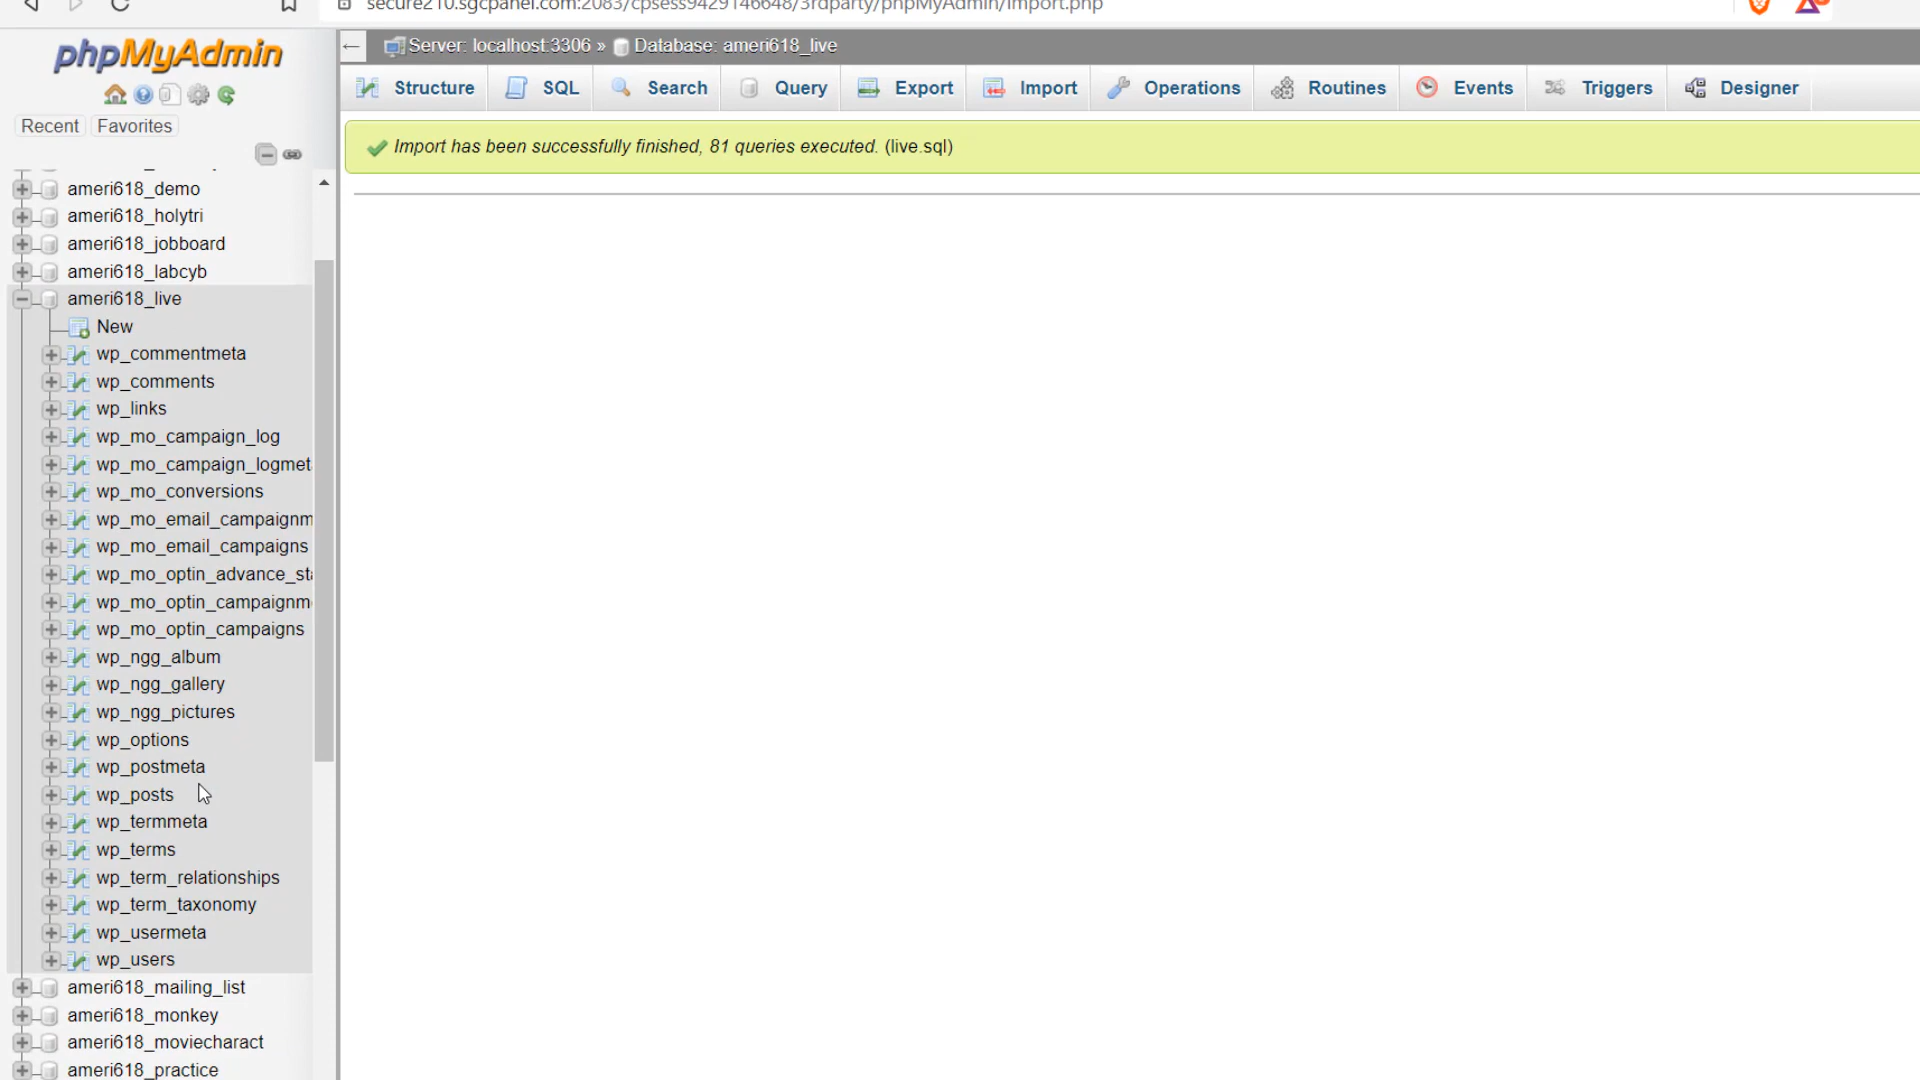 secure210.sgcpanel.com:2083/cpsess9429146648/3rdparty/phpMyAdmin/import.php
phpMyAdmin
Recent Favorites
ameri618_demo
ameri618_holytri
ameri618_jobboard
ameri618_labcyb
ameri618_live
New
wp_commentmeta
wp_comments
wp_links
wp_mo_campaign_log
wp_mo_campaign_logmet
wp_mo_conversions
wp_mo_email_campaignm
wp_mo_email_campaigns
wp_mo_optin_advance_sta
wp_mo_optin_campaignm
wp_mo_optin_campaigns
wp_ngg_album
wp_ngg_gallery
wp_ngg_pictures
wp_options
wp_postmeta
wp_posts
wp_termmeta
wp_terms
wp_term_relationships
wp_term_taxonomy
wp_usermeta
wp_users
ameri618_mailing_list
ameri618_monkey
ameri618_moviecharact
ameri618_practice
Server: localhost:3306 » Database: ameri618_live
Structure SQL Search Query Export Import Operations Routines Events Triggers Designer
Import has been successfully finished, 81 queries executed. (live.sql)